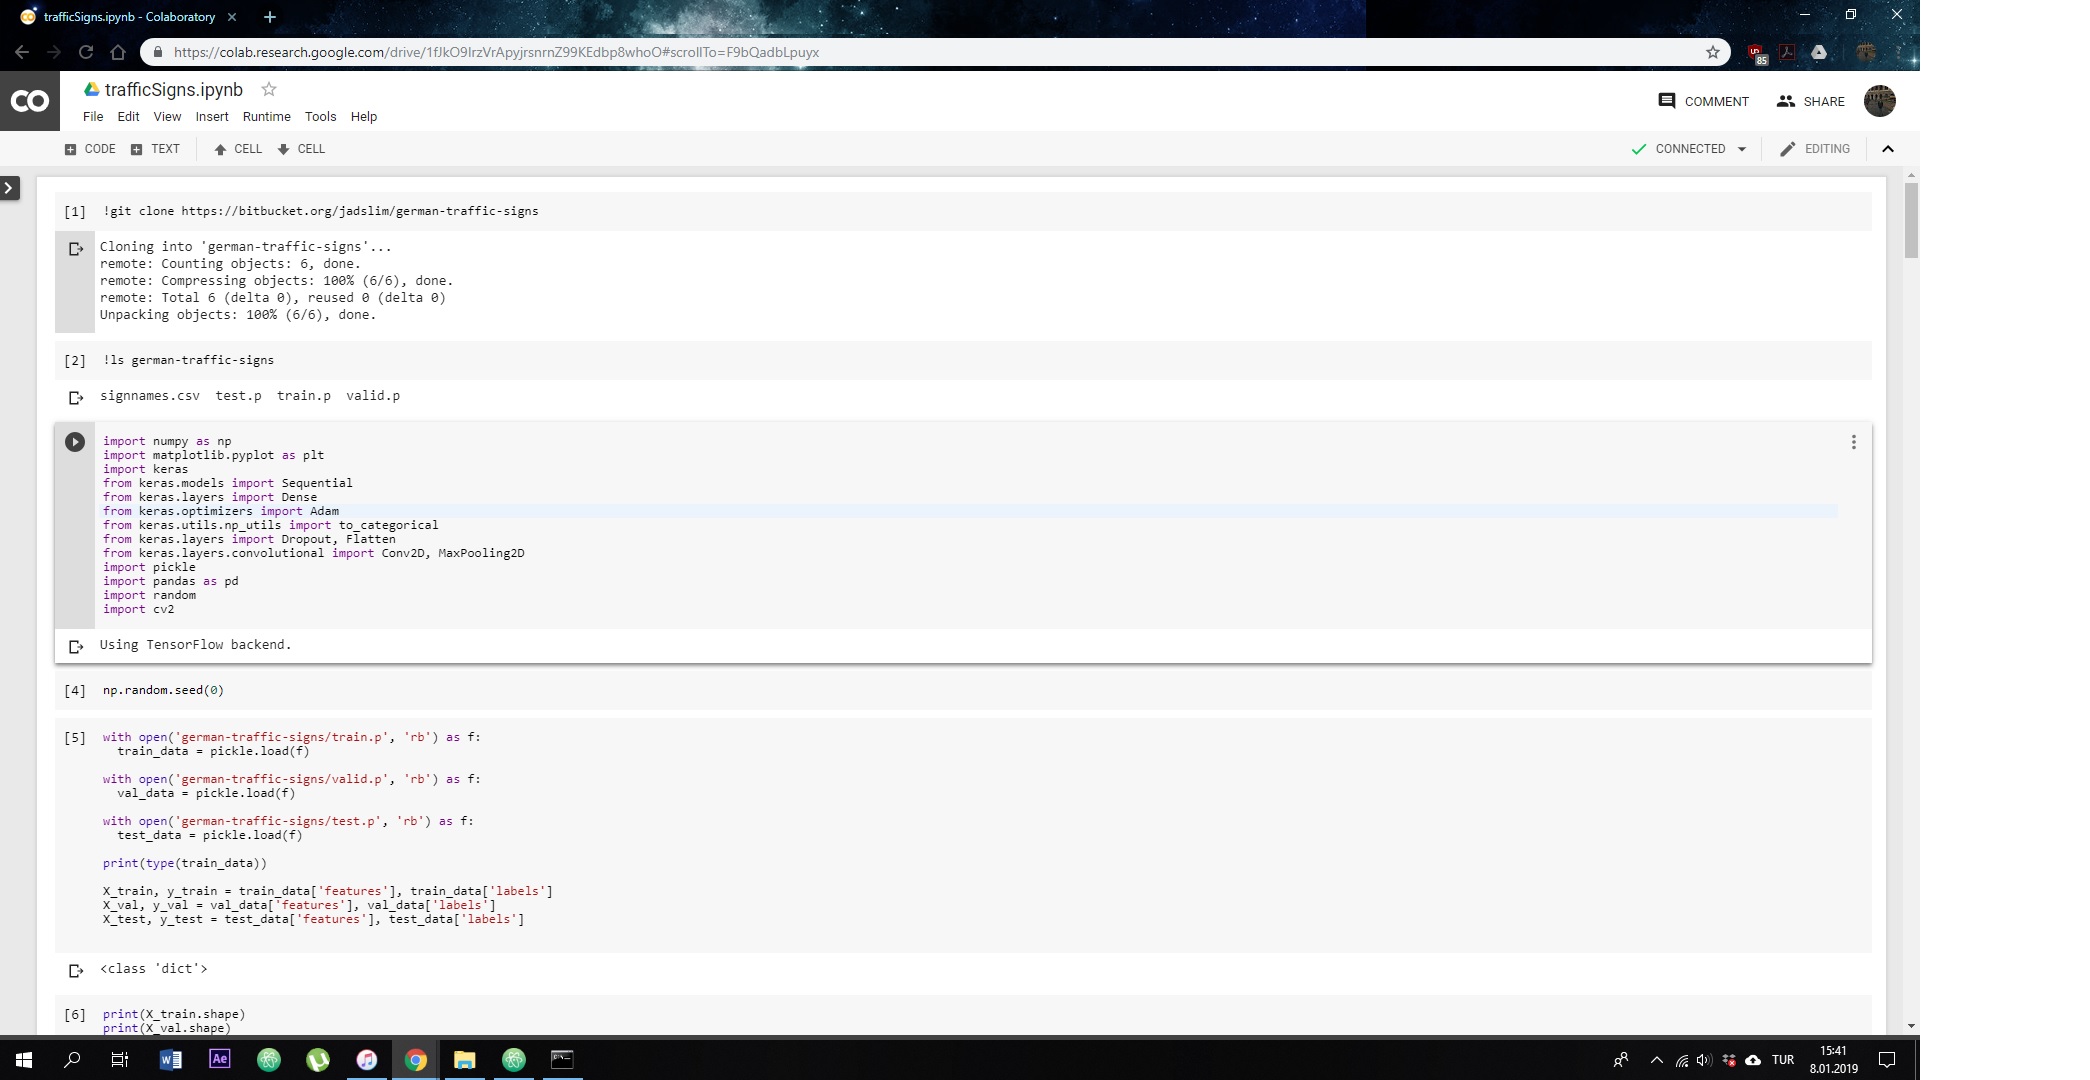 trafficSigns.ipynb - Colaboratory
https://colab.research.google.com/drive/1fJkO9IrzVrApyjrsnrnZ99KEdbp8whoO#scrollTo=F9bQadbLpuyx
85
CO
trafficSigns.ipynb
COMMENT SHARE
File Edit View Insert Runtime Tools Help
CODE TEXT CELL CELL CONNECTED EDITING
[1] !git clone https://bitbucket.org/jadslim/german-traffic-signs
Cloning into 'german-traffic-signs'...
remote: Counting objects: 6, done.
remote: Compressing objects: 100% (6/6), done.
remote: Total 6 (delta 0), reused 0 (delta 0)
Unpacking objects: 100% (6/6), done.
[2] !ls german-traffic-signs
signnames.csv test.p train.p valid.p
import numpy as np
import matplotlib.pyplot as plt
import keras
from keras.models import Sequential
from keras.layers import Dense
from keras.optimizers import Adam
from keras.utils.np_utils import to_categorical
from keras.layers import Dropout, Flatten
from keras.layers.convolutional import Conv2D, MaxPooling2D
import pickle
import pandas as pd
import random
import cv2
Using TensorFlow backend.
[4] np.random.seed(0)
[5] with open('german-traffic-signs/train.p', 'rb') as f:
train_data = pickle.load(f)
with open('german-traffic-signs/valid.p', 'rb') as f:
val_data = pickle.load(f)
with open('german-traffic-signs/test.p', 'rb') as f:
test_data = pickle.load(f)
print(type(train_data))
X_train, y_train = train_data['features'], train_data['labels']
X_val, y_val = val_data['features'], val_data['labels']
X_test, y_test = test_data['features'], test_data['labels']
<class 'dict'>
[6] print(X_train.shape)
print(X_val.shape)
Ae
TUR
15:41
8.01.2019